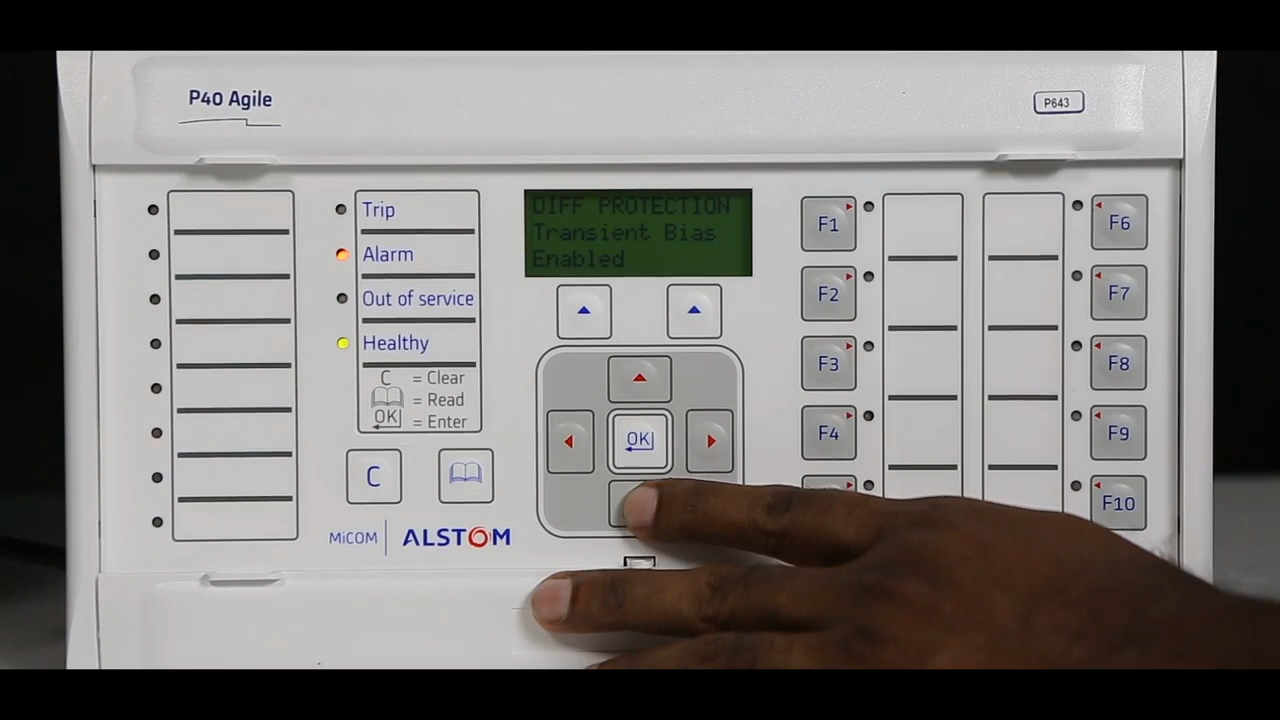 P40 Agile
P643
Trip
Alarm
Out of service
Healthy
C = Clear
= Read
OK = Enter
DIFF PROTECTION
Transient Bias
Enabled
OK
C
MiCOM
ALSTOM
F1
F2
F3
F4
F6
F7
F8
F9
F10